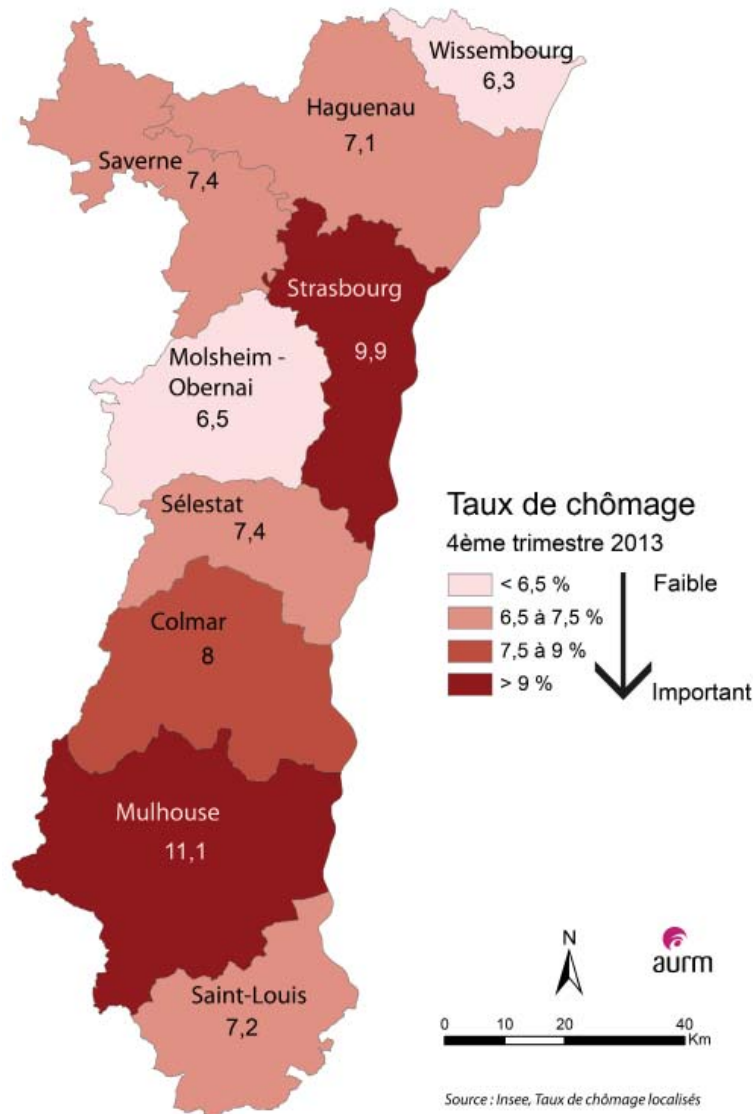 Wissembourg
6,3
Haguenau
7,1
Saverne
7,4
Strasbourg
9,9
Molsheim -
Obernai
6,5
Sélestat
7,4
Colmar
8
Mulhouse
11,1
Saint-Louis
7,2
Taux de chômage
4ème trimestre 2013
< 6,5 %
6,5 à 7,5 %
7,5 à 9 %
> 9 %
Faible
Important
N
aurm
0 10 20 40
Km
Source : Insee, Taux de chômage localisés